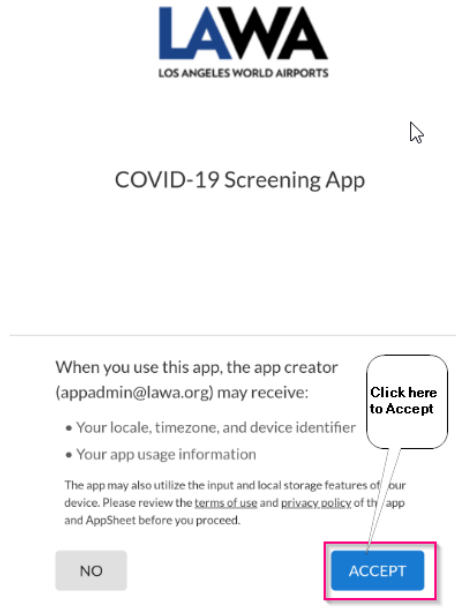 LAWA
LOS ANGELES WORLD AIRPORTS
COVID-19 Screening App
When you use this app, the app creator
(appadmin@lawa.org) may receive:
• Your locale, timezone, and device identifier
• Your app usage information
Click here
to Accept
The app may also utilize the input and local storage features of your
device. Please review the terms of use and privacy policy of the app
and AppSheet before you proceed.
NO
ACCEPT